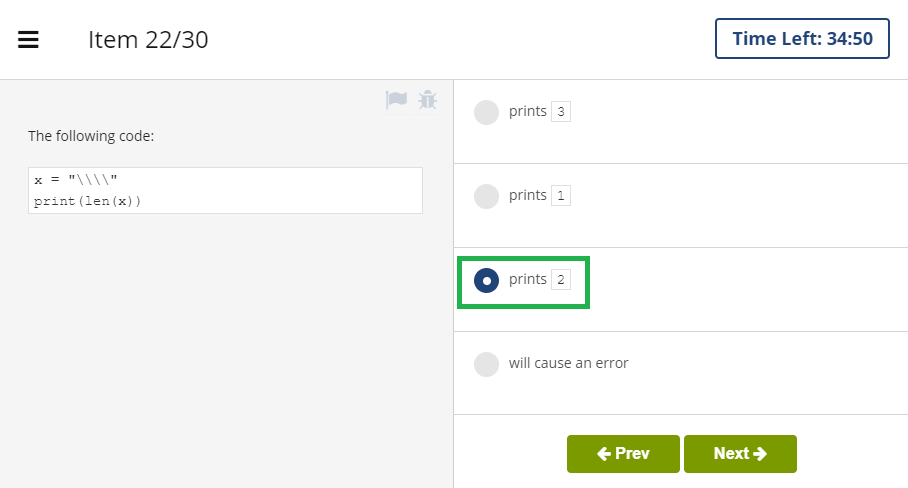 Item 22/30
Time Left: 34:50
The following code:
x = "\\\\"
print(len(x))
prints 3
prints 1
prints 2
will cause an error
Prev
Next